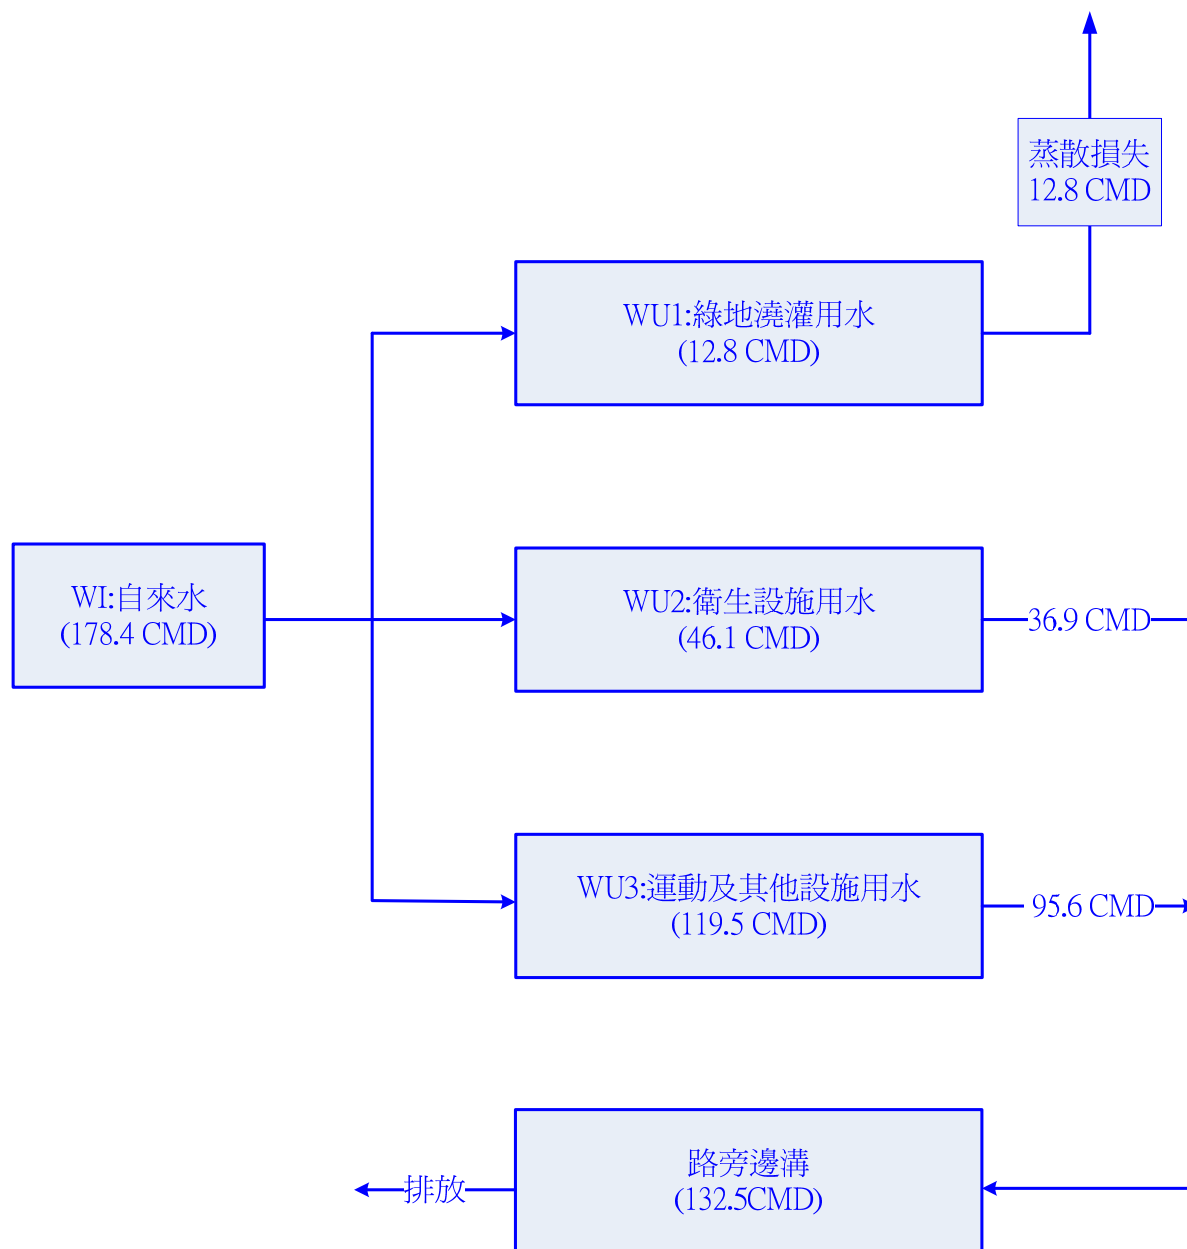 蒸散損失
12.8 CMD
WU1:綠地澆灌用水
(12.8 CMD)
WI:自來水
(178.4 CMD)
WU2:衛生設施用水
(46.1 CMD)
36.9 CMD
WU3:運動及其他設施用水
(119.5 CMD)
95.6 CMD
路旁邊溝
(132.5CMD)
排放